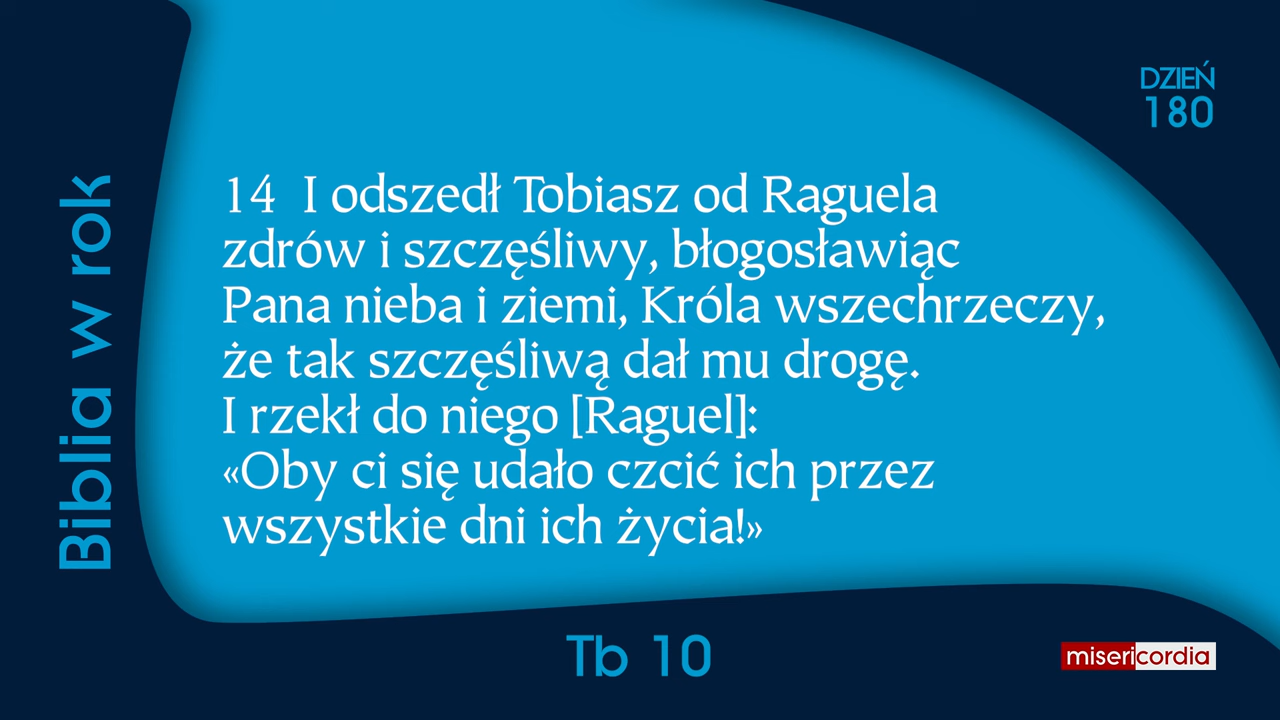 DZIEŃ
180
Biblia w rok
14 I odszedł Tobiasz od Raguela
zdrów i szczęśliwy, błogosławiąc
Pana nieba i ziemi, Króla wszechrzeczy,
że tak szczęśliwą dał mu drogę.
I rzekł do niego [Raguel]:
«Oby ci się udało czcić ich przez
wszystkie dni ich życia!»
Tb 10
misericordia